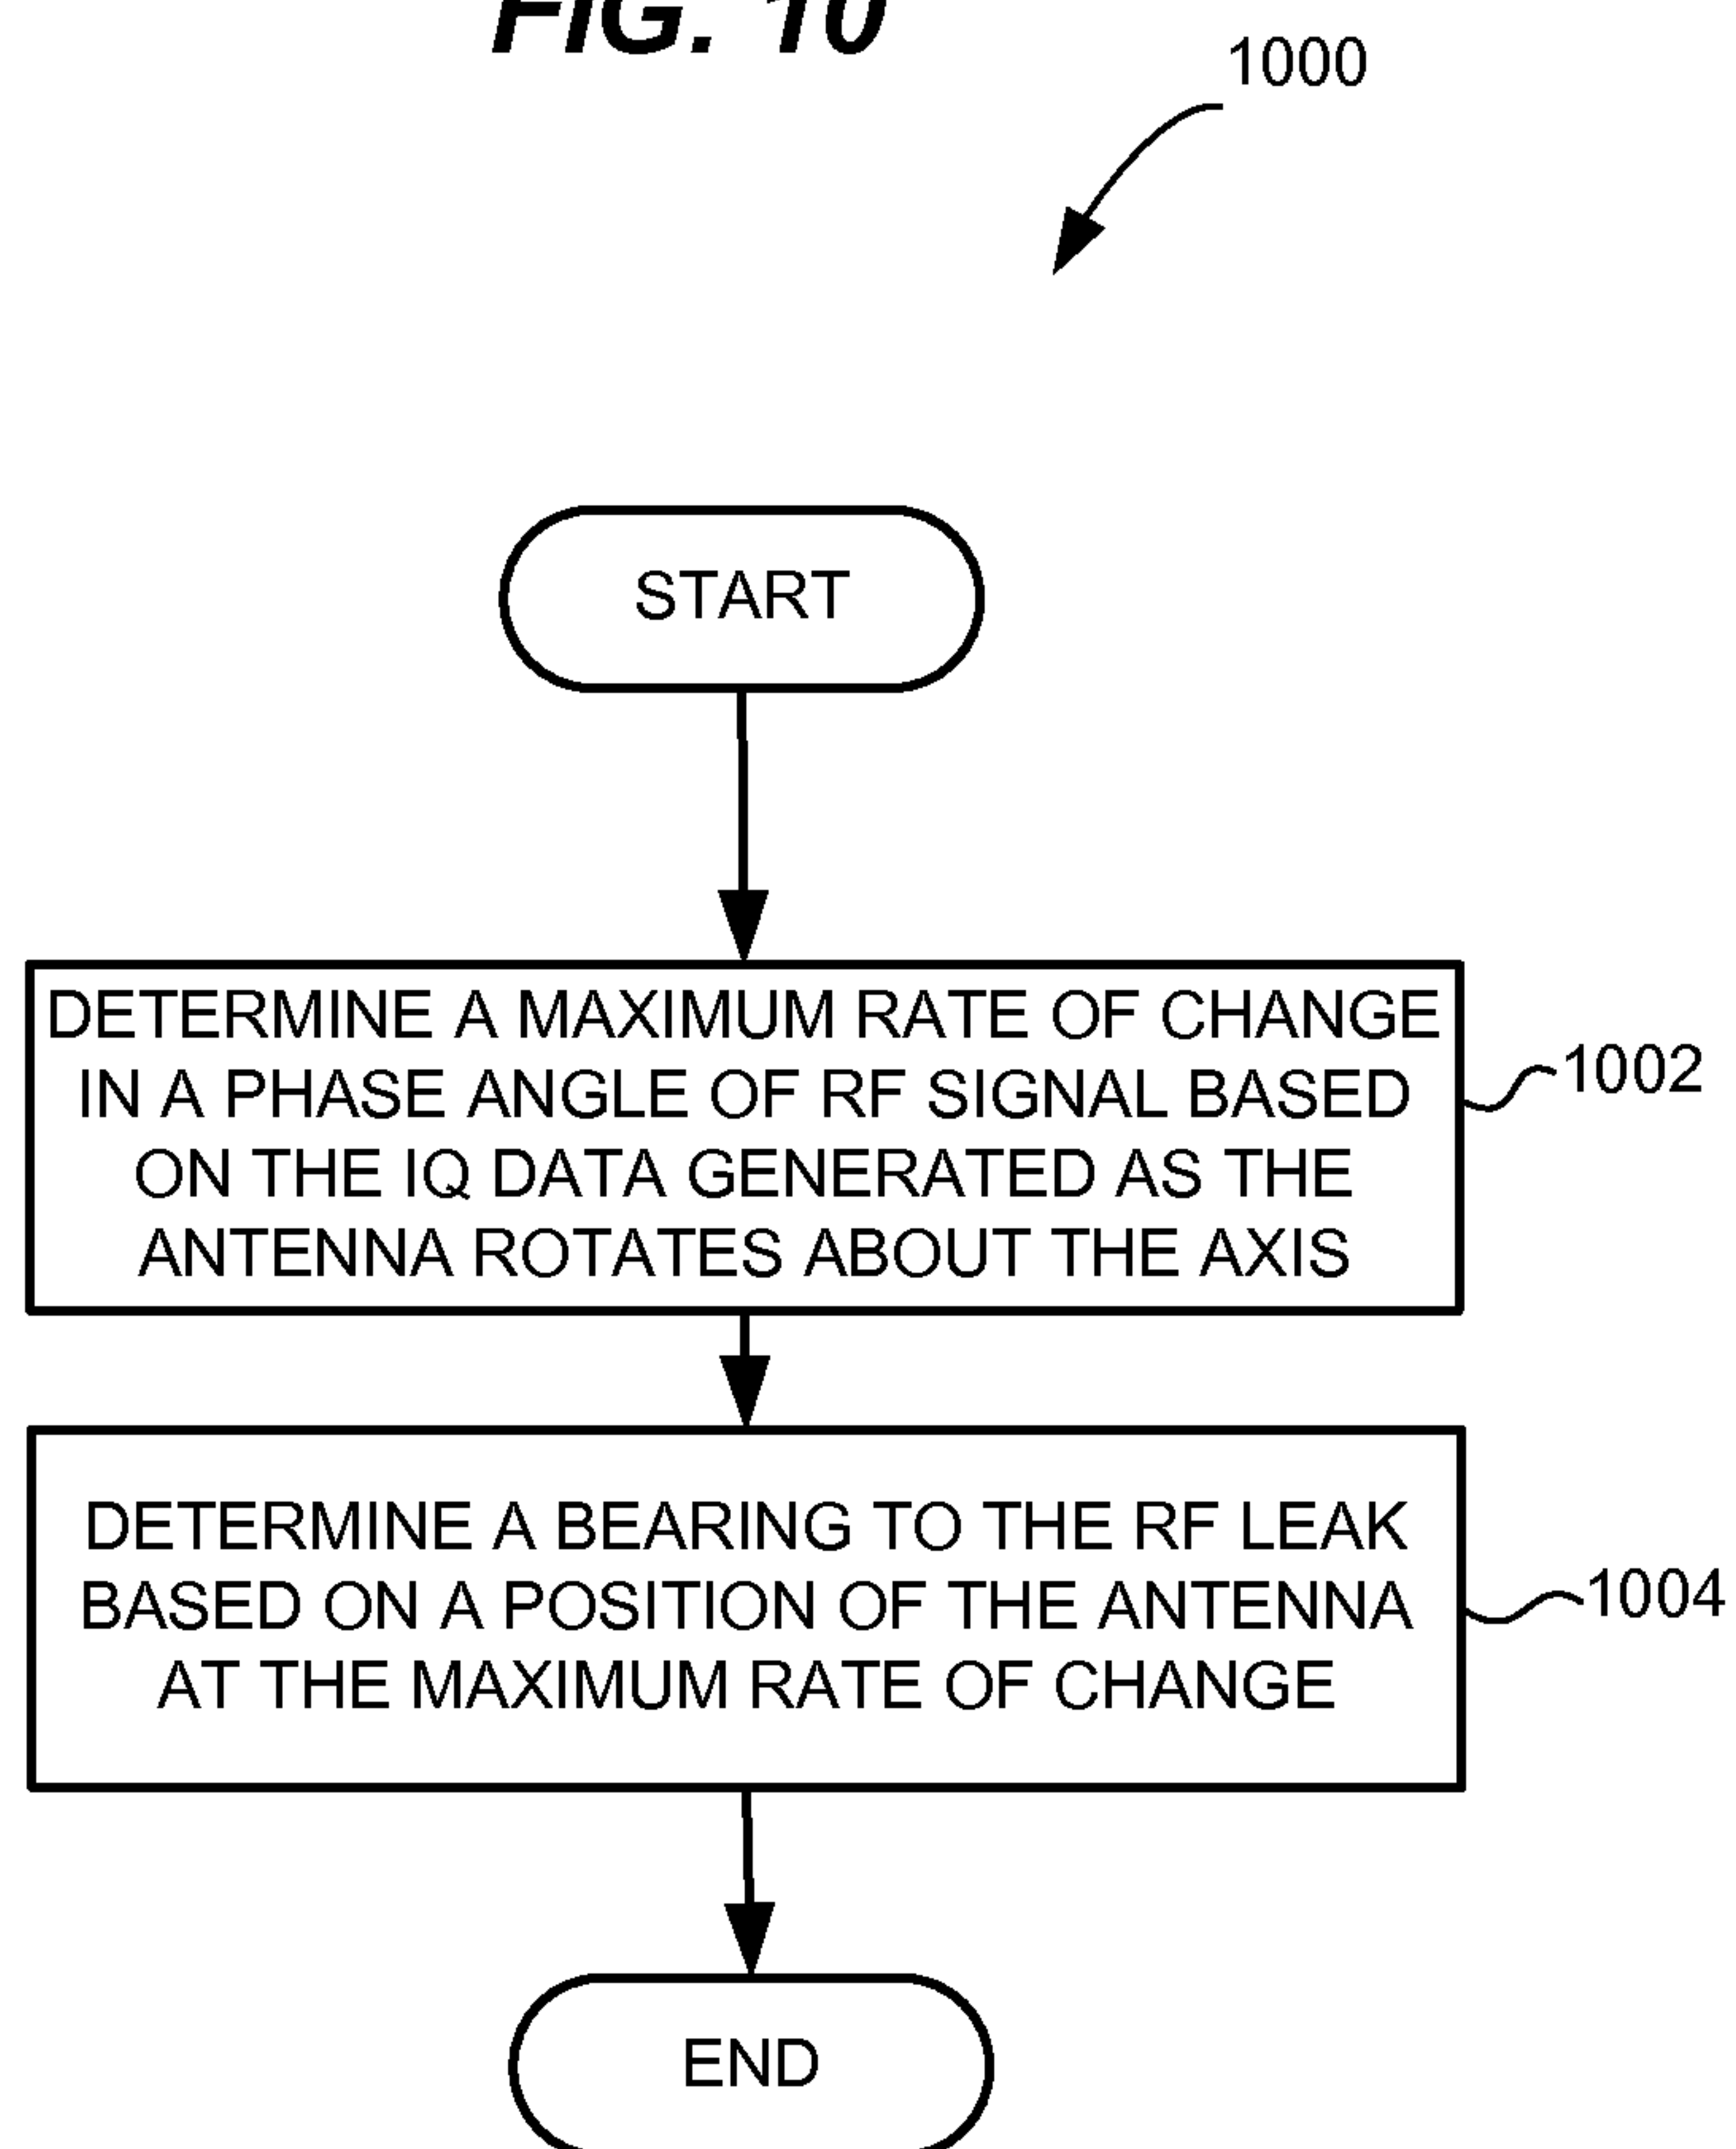 FIG. 10
1000
START
DETERMINE A MAXIMUM RATE OF CHANGE
IN A PHASE ANGLE OF RF SIGNAL BASED
ON THE IQ DATA GENERATED AS THE
ANTENNA ROTATES ABOUT THE AXIS
1002
DETERMINE A BEARING TO THE RF LEAK
BASED ON A POSITION OF THE ANTENNA
AT THE MAXIMUM RATE OF CHANGE
1004
END